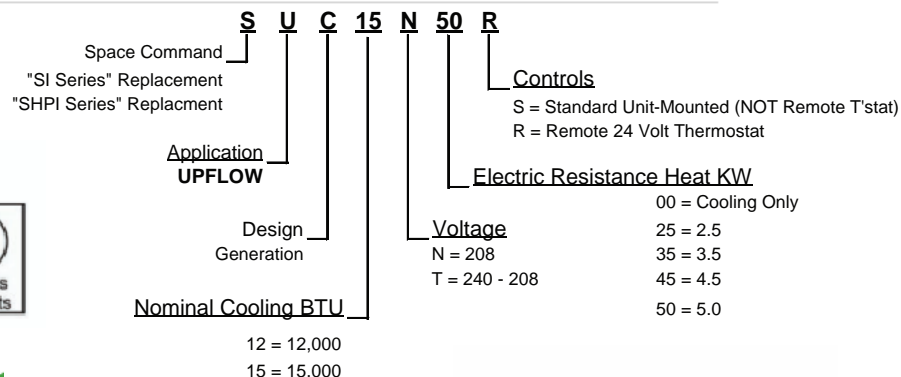 S U C 15 N 50 R
Space Command
"SI Series" Replacement
"SHPI Series" Replacment
Controls
S = Standard Unit-Mounted (NOT Remote T'stat)
R = Remote 24 Volt Thermostat
Application
UPFLOW
Electric Resistance Heat KW
00 = Cooling Only
25 = 2.5
35 = 3.5
45 = 4.5
50 = 5.0
Design
Generation
Voltage
N = 208
T = 240 - 208
Nominal Cooling BTU
12 = 12,000
15 = 15,000